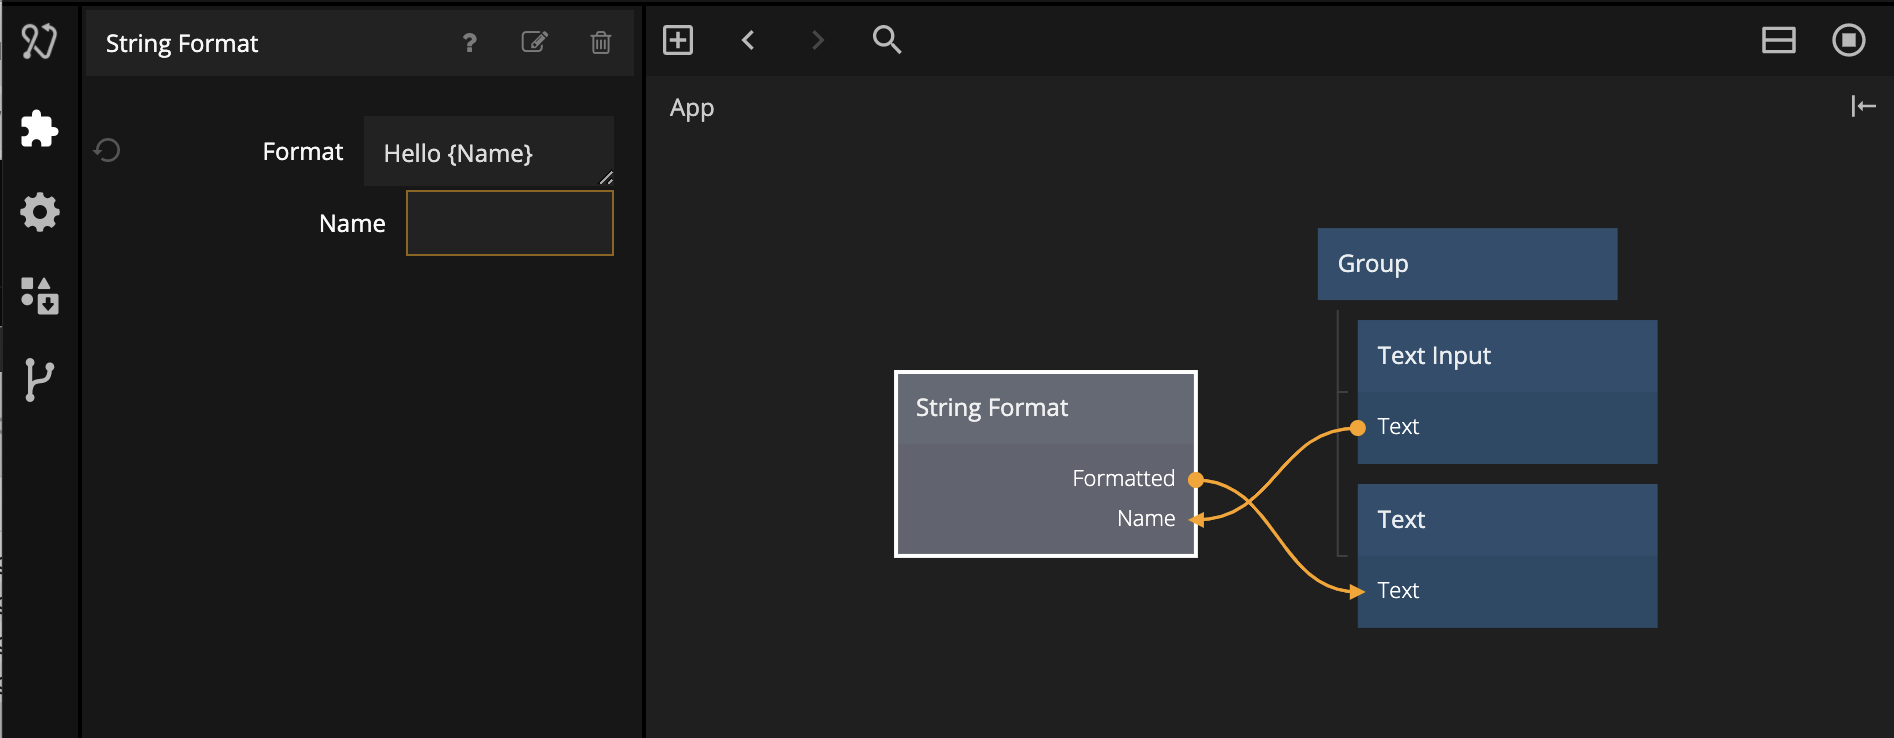 String Format
?
Format
Hello {Name}
Name
App
Group
Text Input
Text
String Format
Formatted
Name
Text
Text